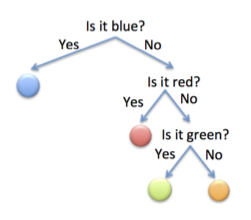 Is it blue?
Yes No
Is it red?
Yes No
Is it green?
Yes No